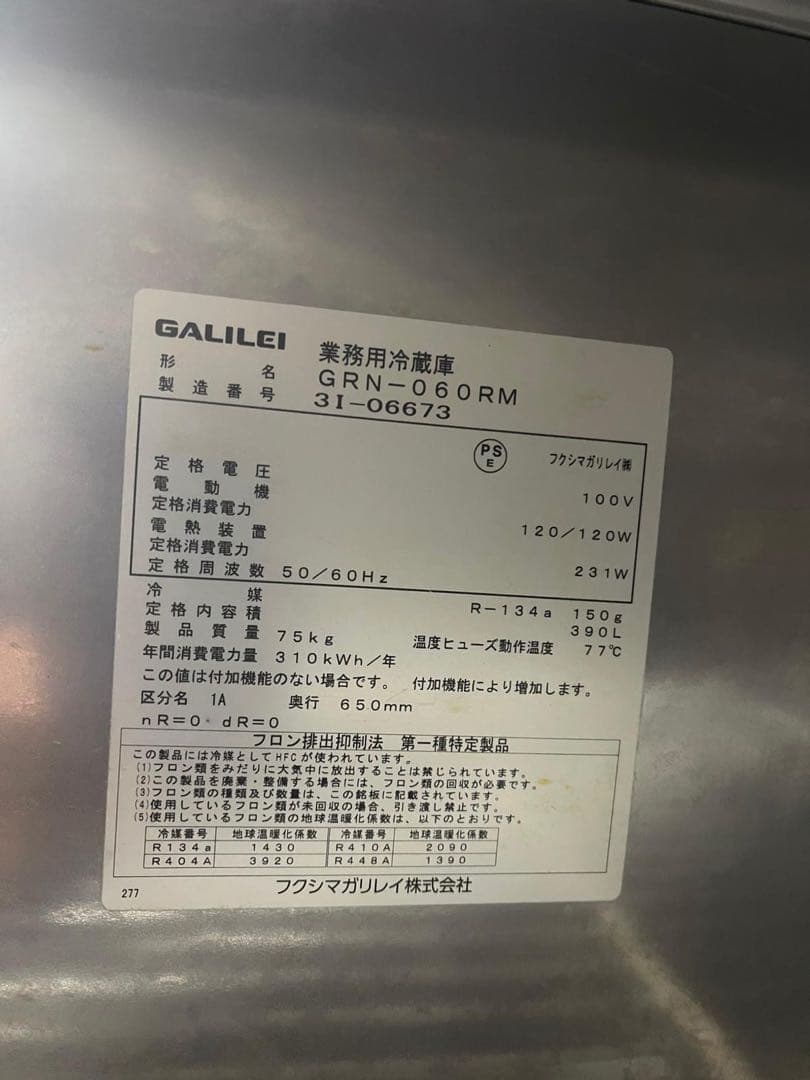 GALILEI 業務用冷蔵庫
形名 GRN-060RM
製造番号 3I-06673
PSE フクシマガリレイ㈱
定格電圧 100V
電動機
定格消費電力 120/120W
電熱装置
定格消費電力 231W
定格周波数 50/60Hz
冷媒 R-134a 150g
定格内容積 390L
製品質量 75kg 温度ヒューズ動作温度 77℃
年間消費電力量 310kWh/年
この値は付加機能のない場合です。 付加機能により増加します。
区分名 1A 奥行 650mm
nR=0 dR=0
フロン排出抑制法 第一種特定製品
この製品には冷媒としてHFCが使われています。
(1)フロン類をみだりに大気中に放出することは禁じられています。
(2)この製品を廃棄・整備する場合には、フロン類の回収が必要です。
(3)フロン類の種類及び数量は、この銘板に記載されています。
(4)使用しているフロン類が未回収の場合、引き渡し禁止です。
(5)使用しているフロン類の地球温暖化係数は、以下のとおりです。
冷媒番号 地球温暖化係数 冷媒番号 地球温暖化係数
R134a 1430 R410A 2090
R404A 3920 R448A 1390
277 フクシマガリレイ株式会社